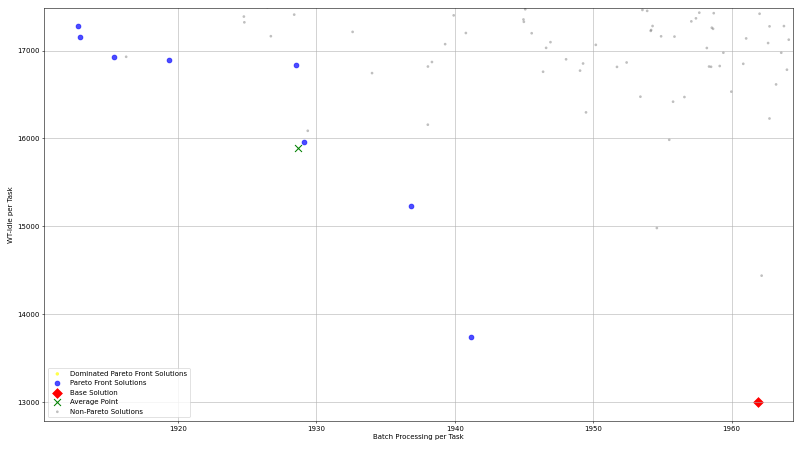 17000
16000
15000
14000
13000
WT-Idle per Task
Dominated Pareto Front Solutions
Pareto Front Solutions
Base Solution
Average Point
Non-Pareto Solutions
1920 1930 1940 1950 1960
Batch Processing per Task